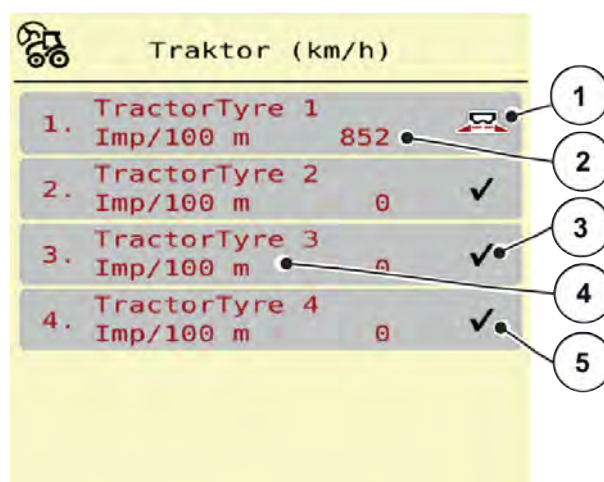 Traktor (km/h)
1. TractorTyre 1
Imp/100 m 852
2. TractorTyre 2
Imp/100 m 0
3. TractorTyre 3
Imp/100 m 0
4. TractorTyre 4
Imp/100 m 0
1
2
3
4
5